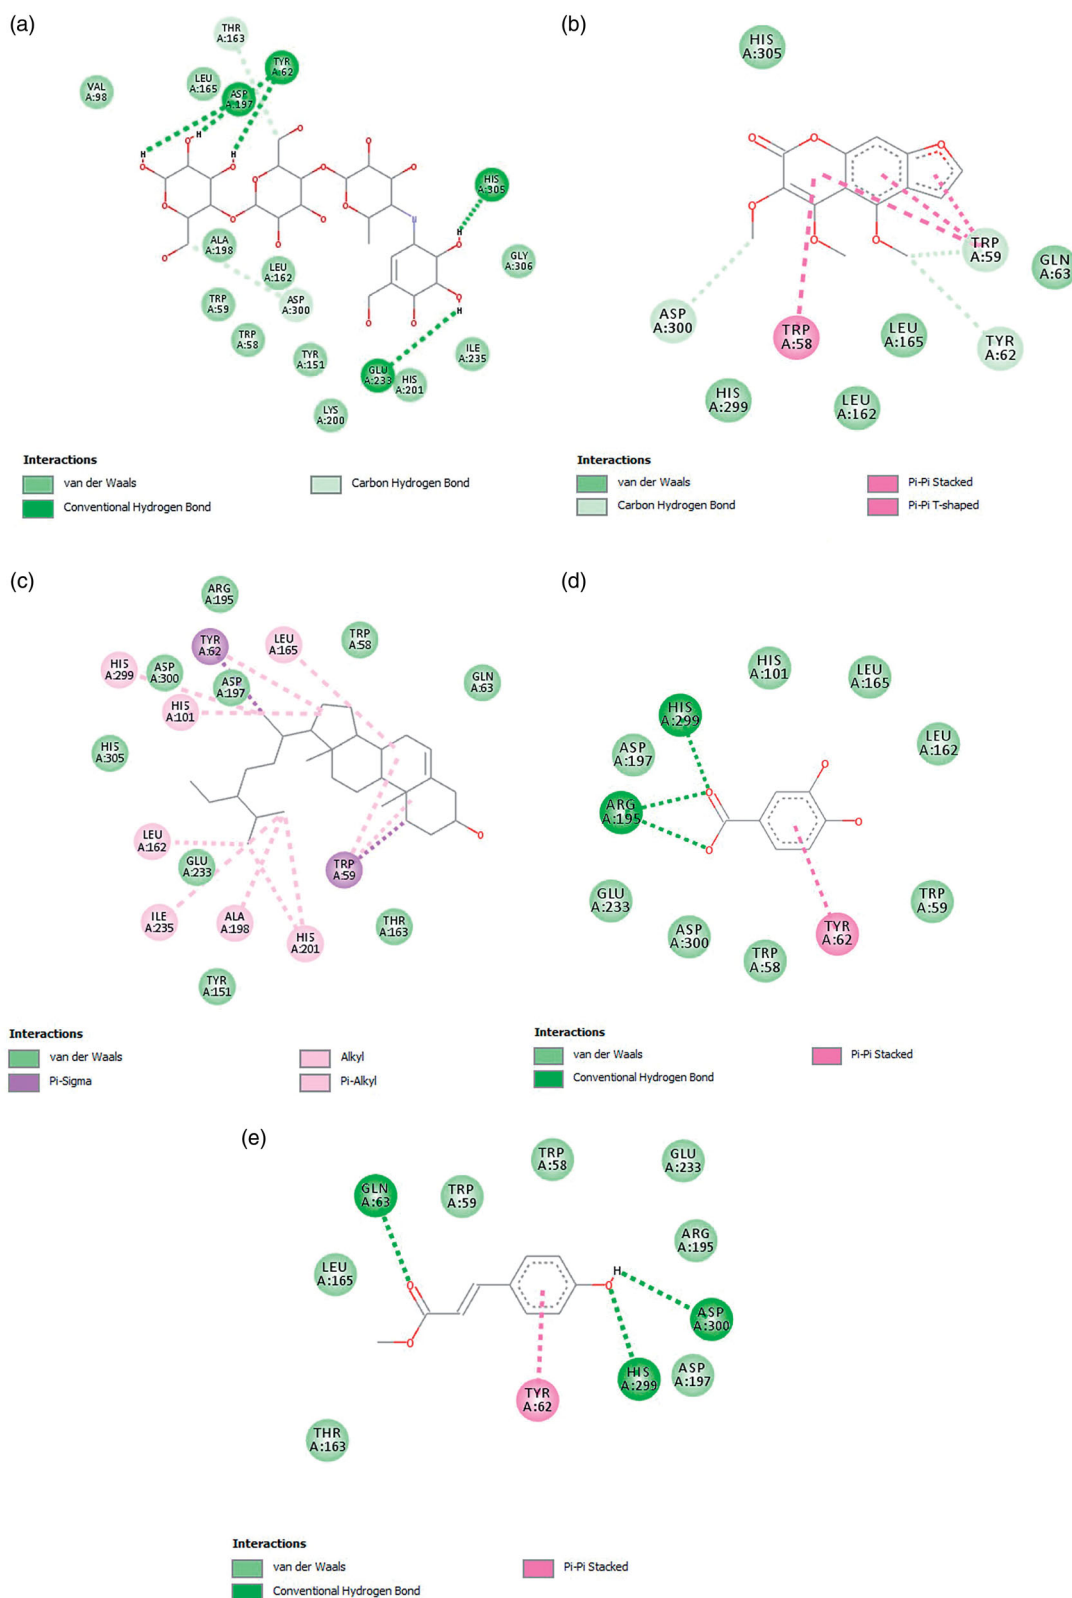 (a)
THR
A:163
TYR
A:62
LEU
A:165
VAL
A:98
ASP
A:197
H
O
H
O
H
O
O
O
O
O
O
O
O
O
O
O
O
O
N
HIS
A:305
H
O
O
H
O
O
ALA
A:198
LEU
A:162
GLY
A:306
TRP
A:59
ASP
A:300
TRP
A:58
TYR
A:151
ILE
A:235
GLU
A:233
HIS
A:201
LYS
A:200
Interactions
van der Waals
Conventional Hydrogen Bond
Carbon Hydrogen Bond
(b)
HIS
A:305
O
O
O
O
O
O
TRP
A:59
GLN
A:63
ASP
A:300
TRP
A:58
LEU
A:165
TYR
A:62
HIS
A:299
LEU
A:162
Interactions
van der Waals
Carbon Hydrogen Bond
Pi-Pi Stacked
Pi-Pi T-shaped
(c)
ARG
A:195
TYR
A:62
LEU
A:165
TRP
A:58
HIS
A:299
ASP
A:300
ASP
A:197
GLN
A:63
HIS
A:101
HIS
A:305
O
LEU
A:162
GLU
A:233
TRP
A:59
ILE
A:235
ALA
A:198
HIS
A:201
THR
A:163
TYR
A:151
Interactions
van der Waals
Pi-Sigma
Alkyl
Pi-Alkyl
(d)
HIS
A:101
LEU
A:165
HIS
A:299
ASP
A:197
LEU
A:162
ARG
A:195
O
O
O
O
GLU
A:233
ASP
A:300
TRP
A:58
TYR
A:62
TRP
A:59
Interactions
van der Waals
Conventional Hydrogen Bond
Pi-Pi Stacked
(e)
TRP
A:58
GLU
A:233
GLN
A:63
TRP
A:59
ARG
A:195
LEU
A:165
O
O
O
H
ASP
A:300
HIS
A:299
ASP
A:197
TYR
A:62
THR
A:163
Interactions
van der Waals
Conventional Hydrogen Bond
Pi-Pi Stacked